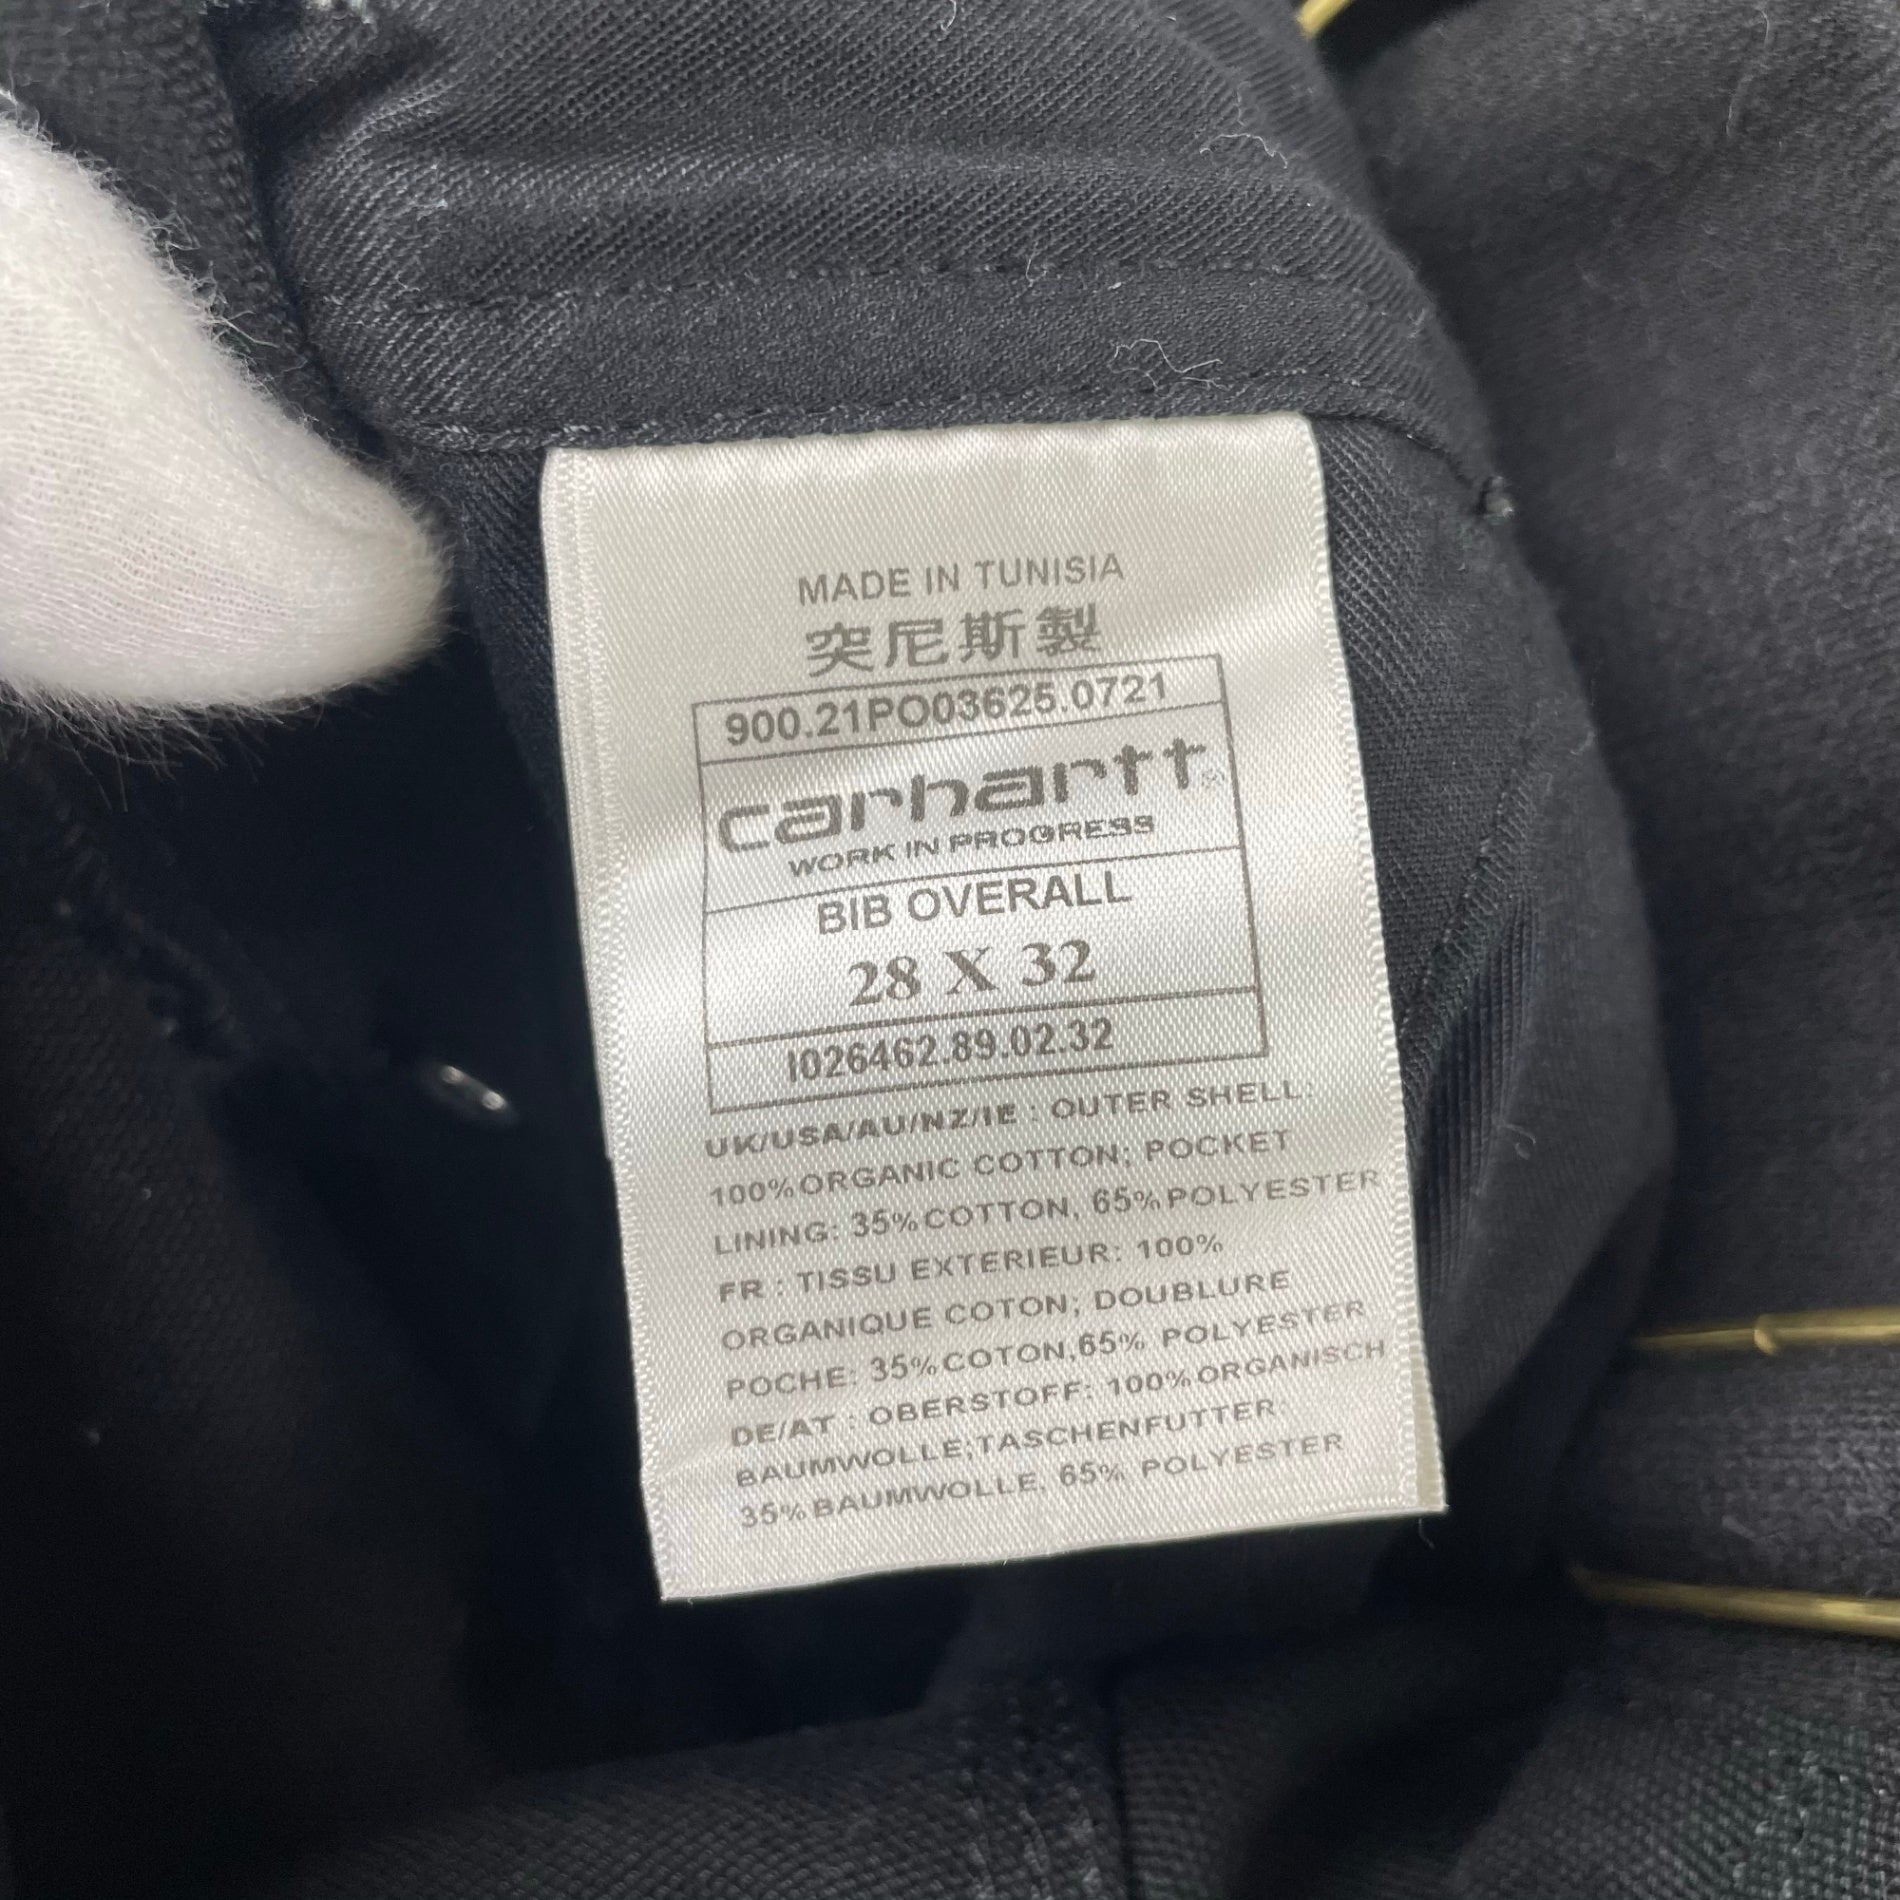 MADE IN TUNISIA
突尼斯製
900.21PO03625.0721
carhartt®
WORK IN PROGRESS
BIB OVERALL
28 X 32
I026462.89.02.32
UK/USA/AU/NZ/IE : OUTER SHELL:
100%ORGANIC COTTON; POCKET
LINING: 35%COTTON, 65%POLYESTER
FR : TISSU EXTERIEUR: 100%
ORGANIQUE COTON; DOUBLURE
POCHE: 35%COTON,65% POLYESTER
DE/AT : OBERSTOFF: 100%ORGANISCH
BAUMWOLLE;TASCHENFUTTER:
35%BAUMWOLLE, 65% POLYESTER